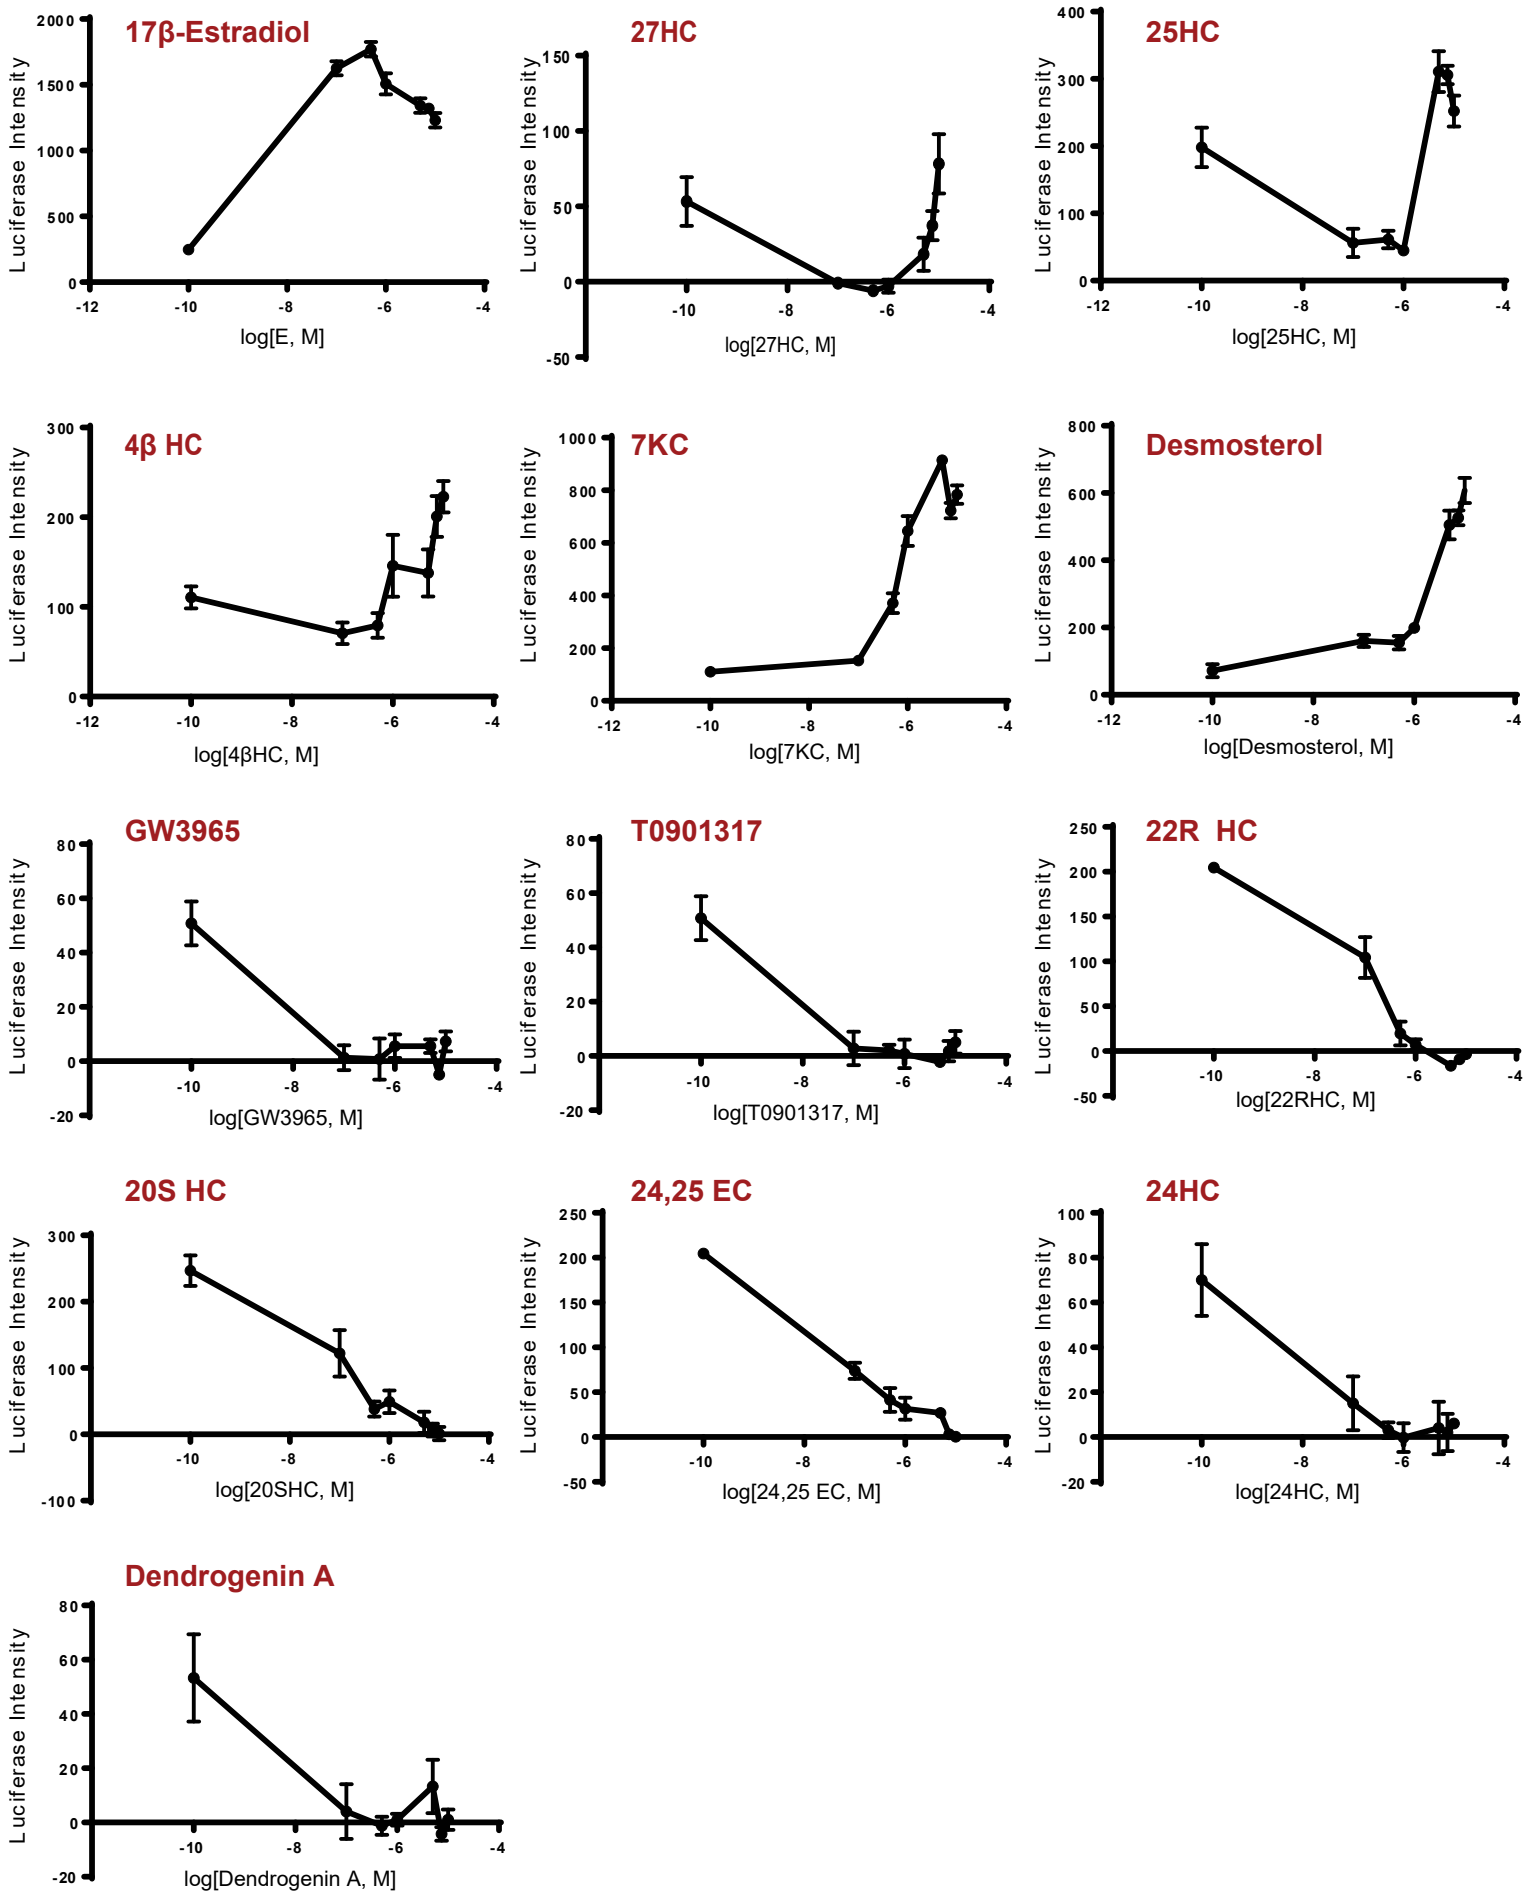 17β-Estradiol
Luciferase Intensity
2000
1500
1000
500
0
-12 -10 -8 -6 -4
log[E, M]
27HC
Luciferase Intensity
150
100
50
0
-50
-10 -8 -6 -4
log[27HC, M]
25HC
Luciferase Intensity
400
300
200
100
0
-12 -10 -8 -6 -4
log[25HC, M]
4β HC
Luciferase Intensity
300
200
100
0
-12 -10 -8 -6 -4
log[4βHC, M]
7KC
Luciferase Intensity
1000
800
600
400
200
0
-12 -10 -8 -6 -4
log[7KC, M]
Desmosterol
Luciferase Intensity
800
600
400
200
0
-12 -10 -8 -6 -4
log[Desmosterol, M]
GW3965
Luciferase Intensity
80
60
40
20
0
-20
-10 -8 -6 -4
log[GW3965, M]
T0901317
Luciferase Intensity
80
60
40
20
0
-20
-10 -8 -6 -4
log[T0901317, M]
22R HC
Luciferase Intensity
250
200
150
100
50
0
-50
-10 -8 -6 -4
log[22RHC, M]
20S HC
Luciferase Intensity
300
200
100
0
-100
-10 -8 -6 -4
log[20SHC, M]
24,25 EC
Luciferase Intensity
250
200
150
100
50
0
-50
-10 -8 -6 -4
log[24,25 EC, M]
24HC
Luciferase Intensity
100
80
60
40
20
0
-20
-10 -8 -6 -4
log[24HC, M]
Dendrogenin A
Luciferase Intensity
80
60
40
20
0
-20
-10 -8 -6 -4
log[Dendrogenin A, M]